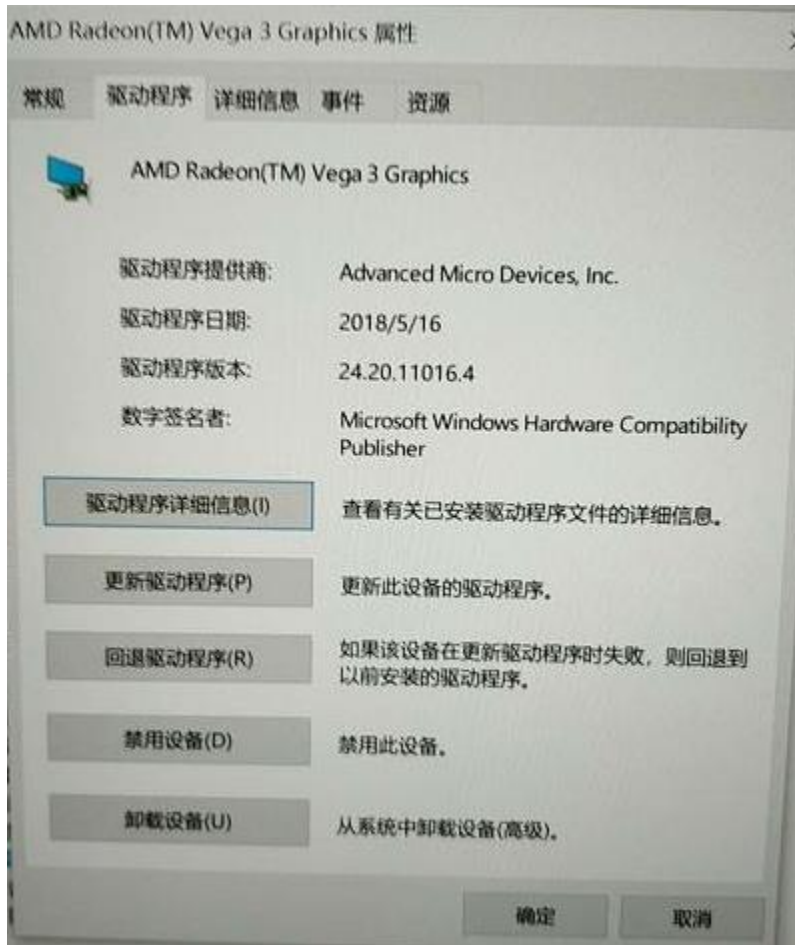 AMD Radeon(TM) Vega 3 Graphics 属性
常规 驱动程序 详细信息 事件 资源
AMD Radeon(TM) Vega 3 Graphics
驱动程序提供商: Advanced Micro Devices, Inc.
驱动程序日期: 2018/5/16
驱动程序版本: 24.20.11016.4
数字签名者: Microsoft Windows Hardware Compatibility
Publisher
驱动程序详细信息(I) 查看有关已安装驱动程序文件的详细信息。
更新驱动程序(P) 更新此设备的驱动程序。
回退驱动程序(R) 如果该设备在更新驱动程序时失败，则回退到
以前安装的驱动程序。
禁用设备(D) 禁用此设备。
卸载设备(U) 从系统中卸载设备(高级)。
确定 取消